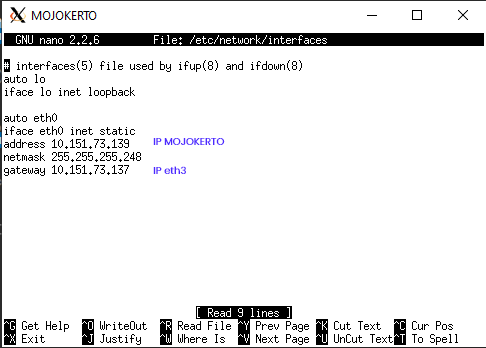 MOJOKERTO
GNU nano 2.2.6 File: /etc/network/interfaces
# interfaces(5) file used by ifup(8) and ifdown(8)
auto lo
iface lo inet loopback
auto eth0
iface eth0 inet static
address 10.151.73.139 IP MOJOKERTO
netmask 255.255.255.248
gateway 10.151.73.137 IP eth3
[ Read 9 lines ]
^G Get Help ^O WriteOut ^R Read File ^Y Prev Page ^K Cut Text ^C Cur Pos
^X Exit ^J Justify ^W Where Is ^V Next Page ^U UnCut Text ^T To Spell